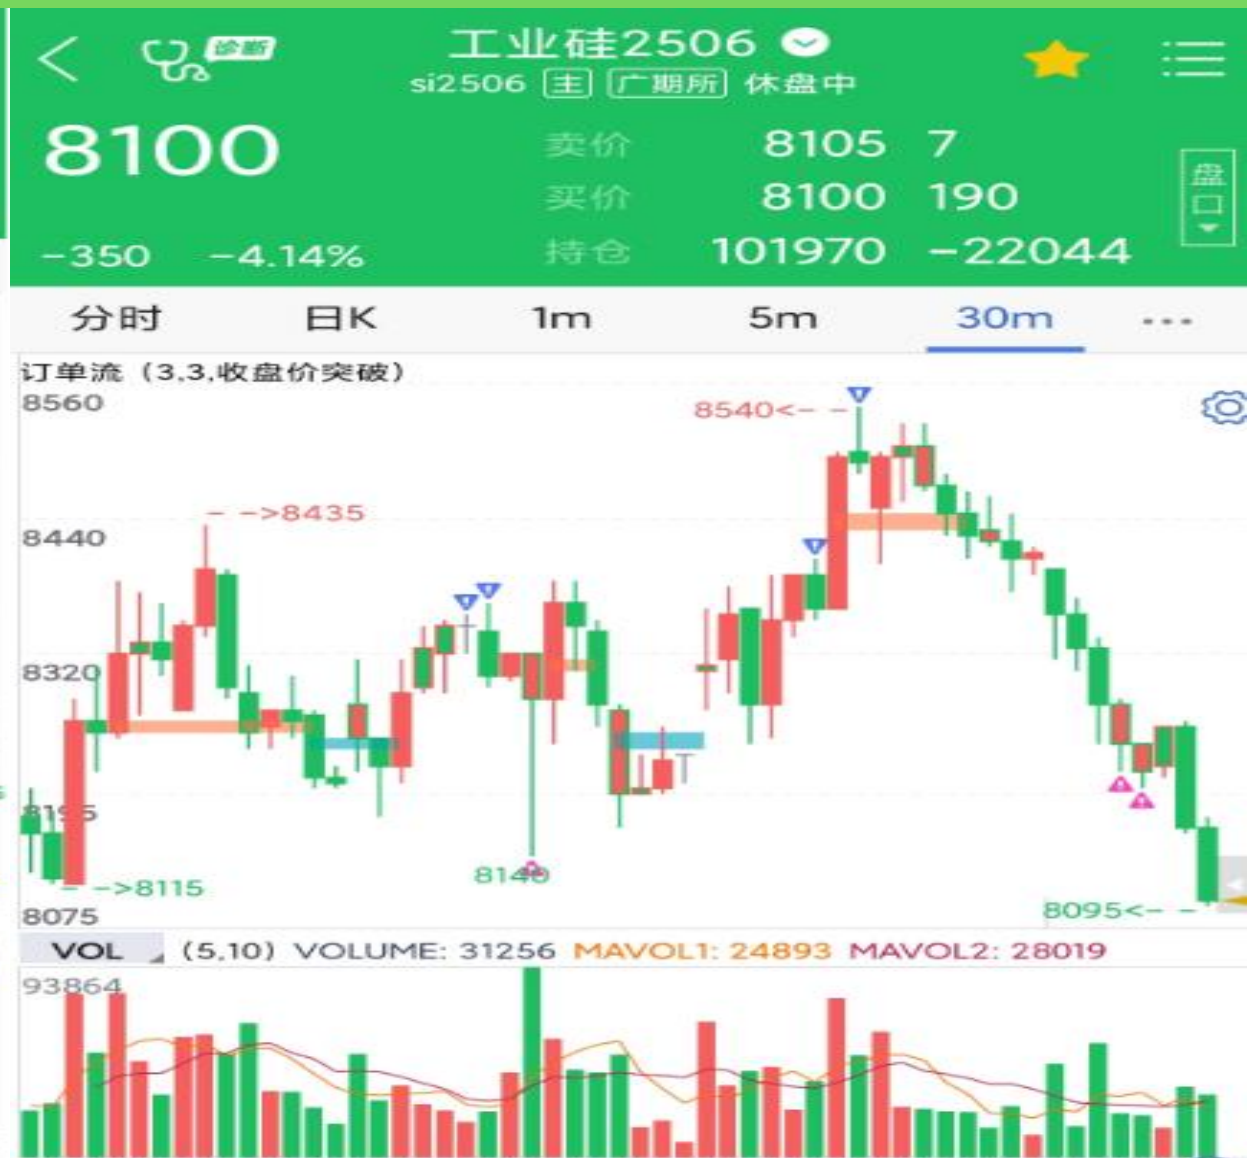 诊断
工业硅2506
si2506 主 广期所 休盘中
8100
卖价 8105 7
买价 8100 190
盘口
-350 -4.14%
持仓 101970 -22044
分时 日K 1m 5m 30m ...
订单流 (3,3,收盘价突破)
8560
8540<- -
- ->8435
8440
8320
8195
8140
- ->8115
8095<- -
8075
VOL (5,10) VOLUME: 31256 MAVOL1: 24893 MAVOL2: 28019
93864